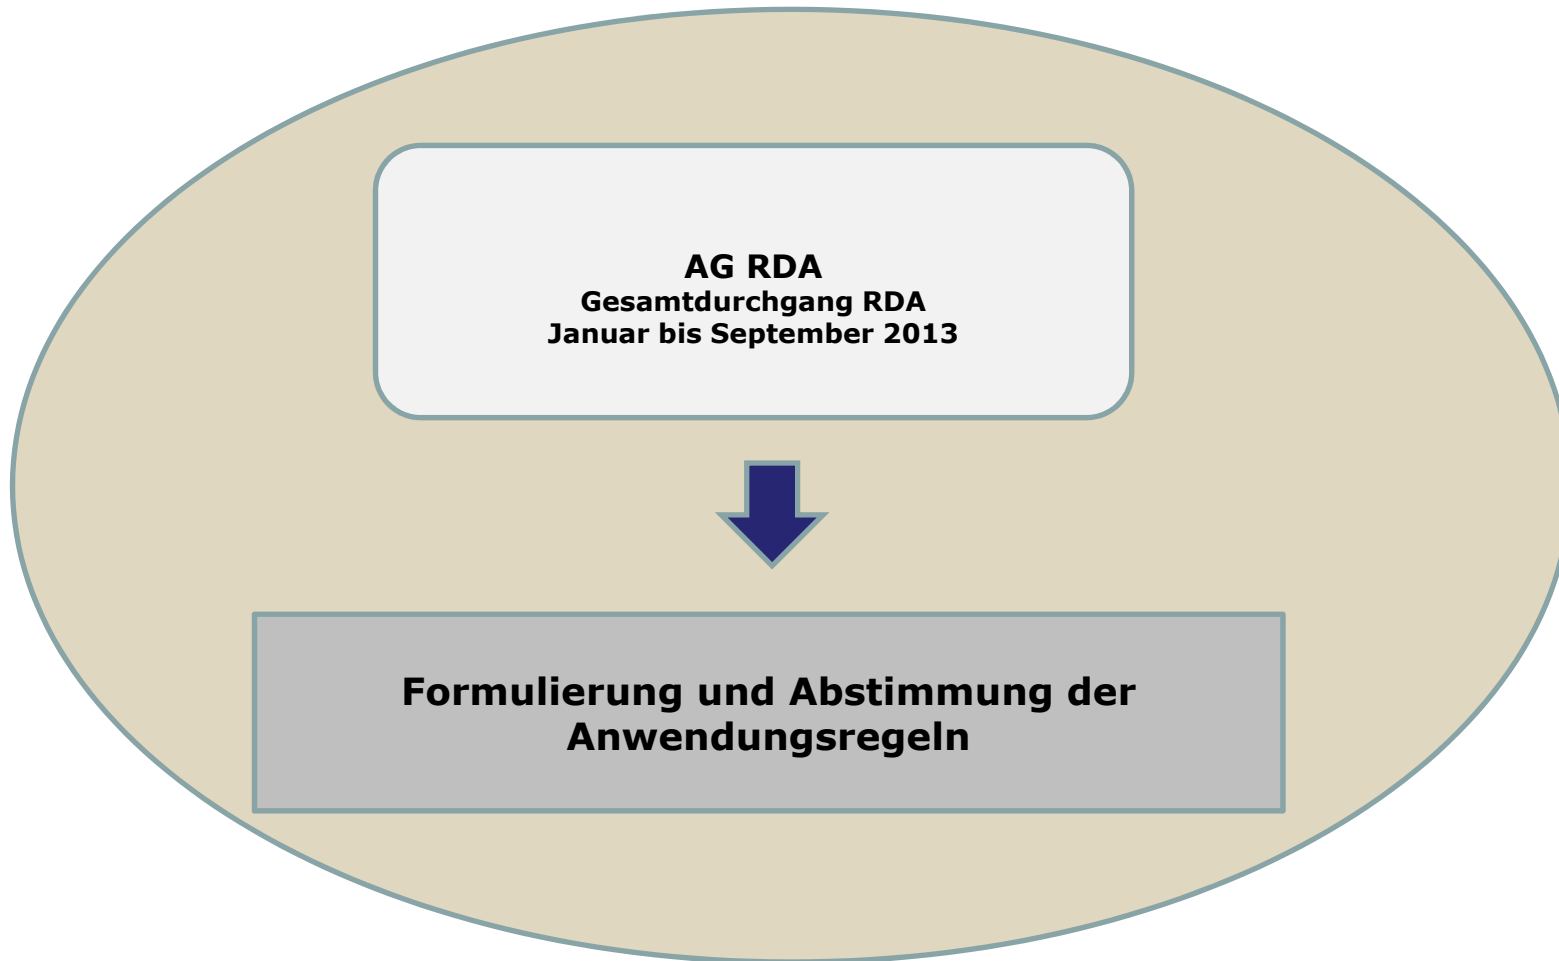 AG RDA
Gesamtdurchgang RDA
Januar bis September 2013
Formulierung und Abstimmung der
Anwendungsregeln